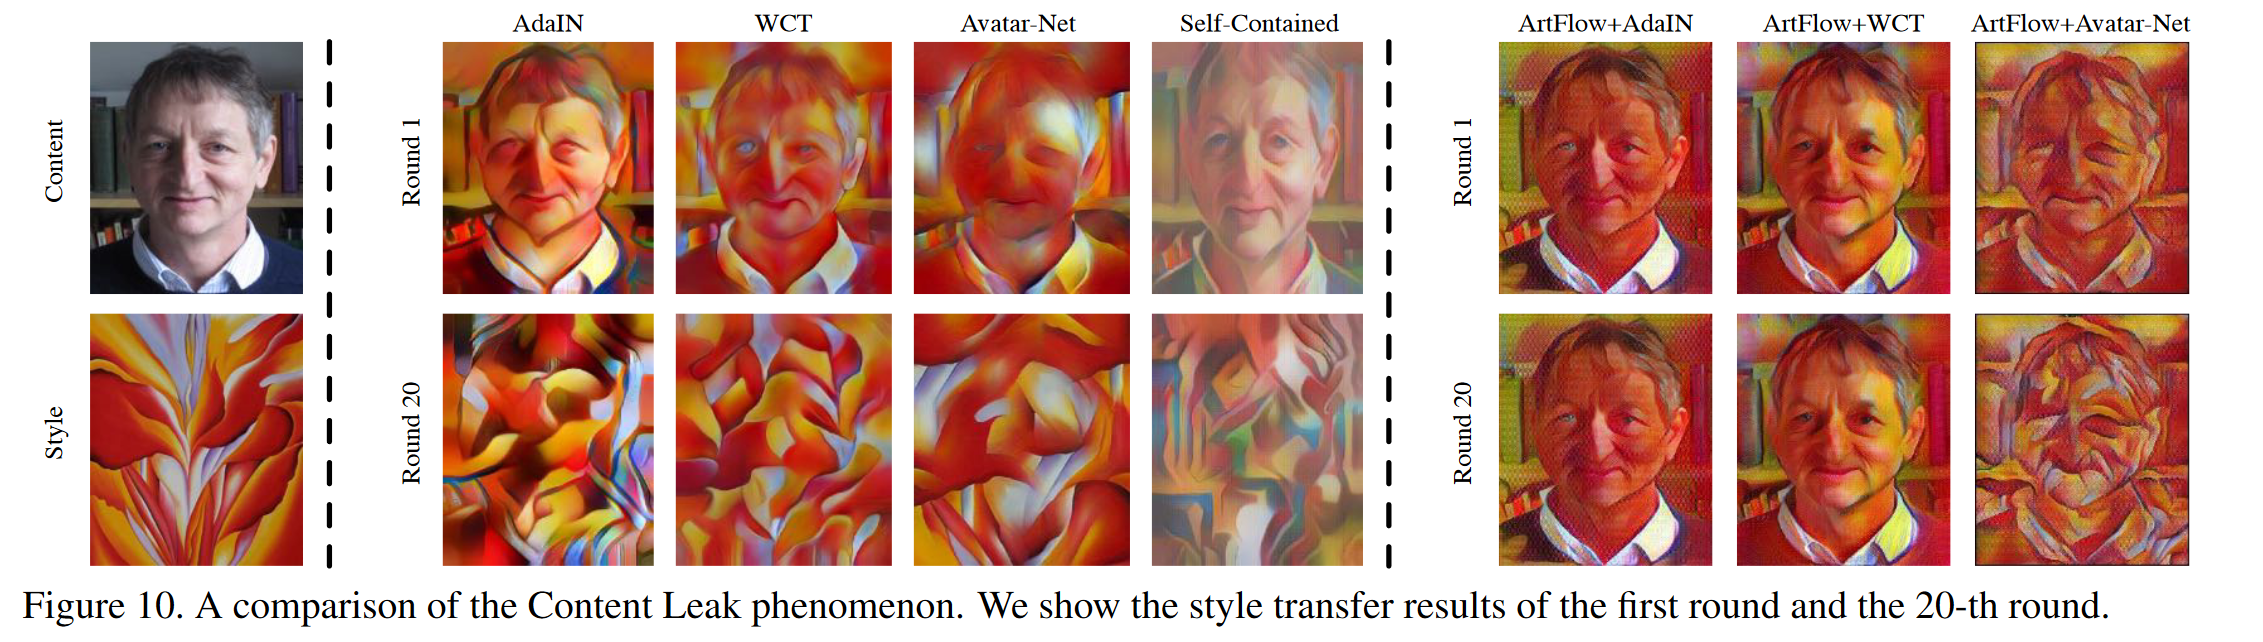 AdaIN WCT Avatar-Net Self-Contained ArtFlow+AdaIN ArtFlow+WCT ArtFlow+Avatar-Net
Content Round 1 Round 1
Style Round 20 Round 20
Figure 10. A comparison of the Content Leak phenomenon. We show the style transfer results of the first round and the 20-th round.